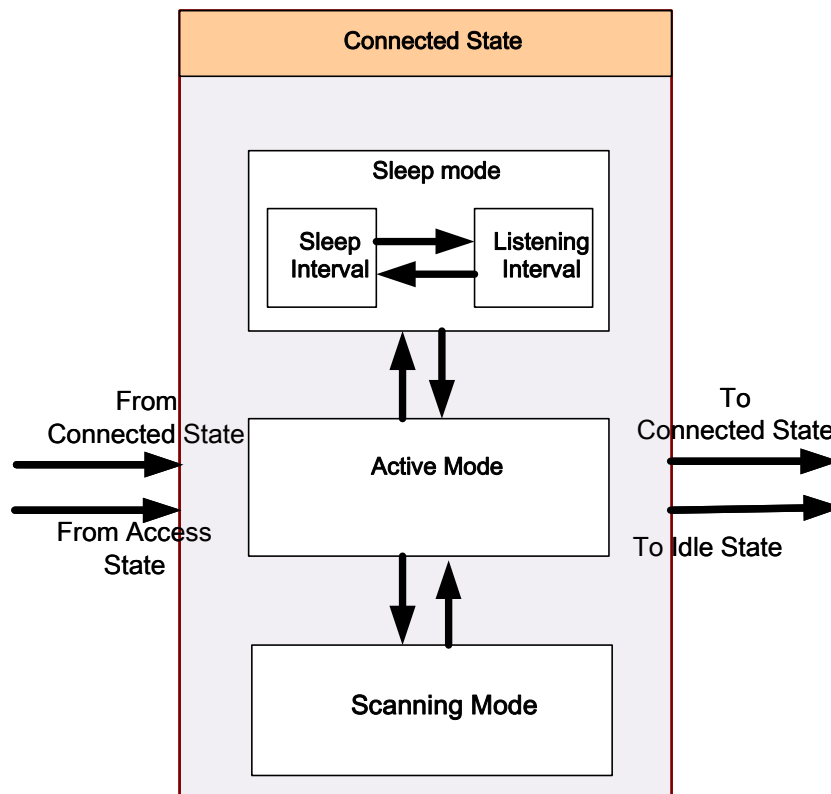 Connected State
Sleep mode
Sleep
Interval
Listening
Interval
From
Connected State
From Access
State
Active Mode
To
Connected State
To Idle State
Scanning Mode